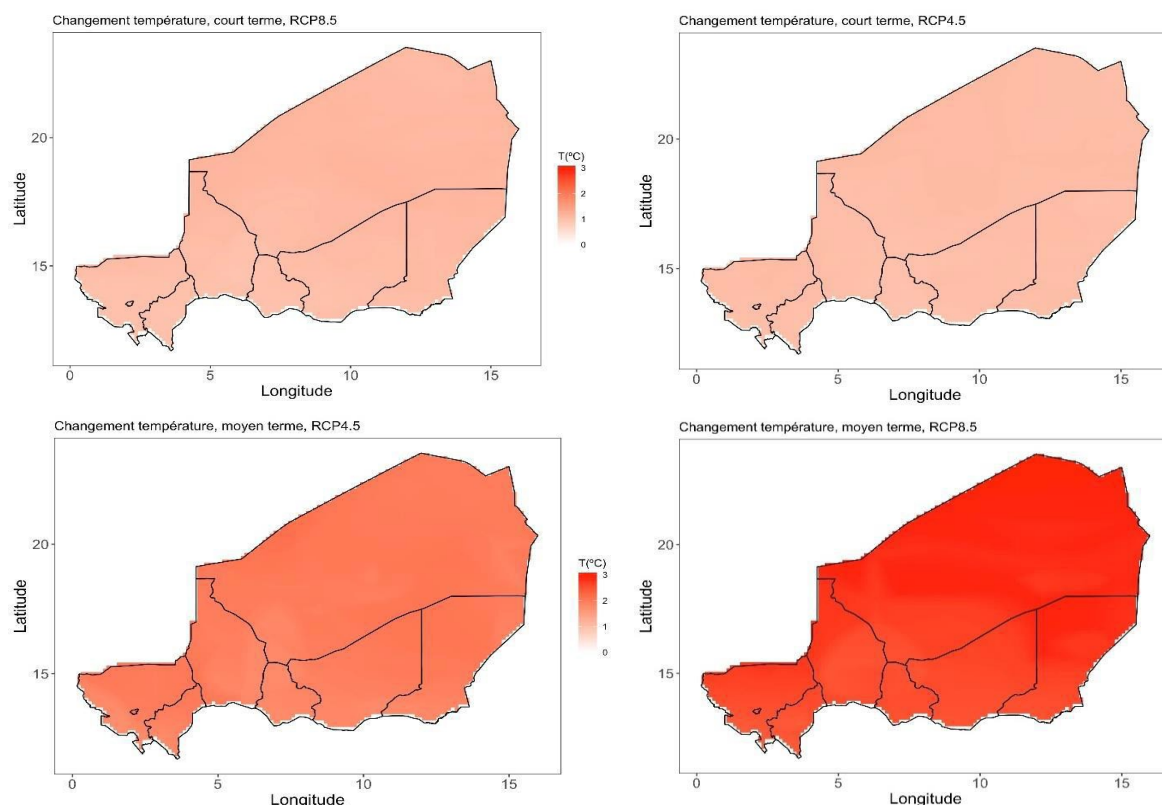 Changement température, court terme, RCP8.5
20
15
Latitude
0
5
10
15
Longitude
T(ºC)
3
2
1
0
Changement température, court terme, RCP4.5
20
15
Latitude
0
5
10
15
Longitude
Changement température, moyen terme, RCP4.5
20
15
Latitude
0
5
10
15
Longitude
T(ºC)
3
2
1
0
Changement température, moyen terme, RCP8.5
20
15
Latitude
0
5
10
15
Longitude